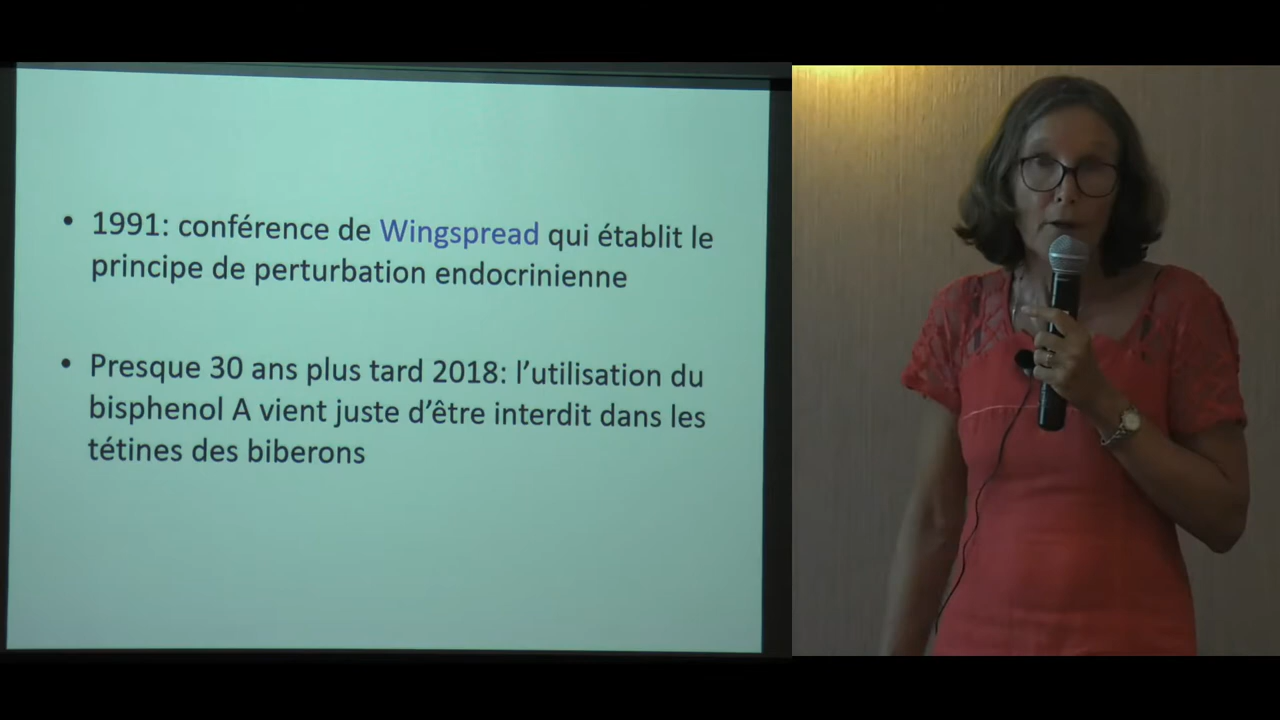 • 1991: conférence de Wingspread qui établit le
principe de perturbation endocrinienne
• Presque 30 ans plus tard 2018: l’utilisation du
bisphenol A vient juste d’être interdit dans les
tétines des biberons